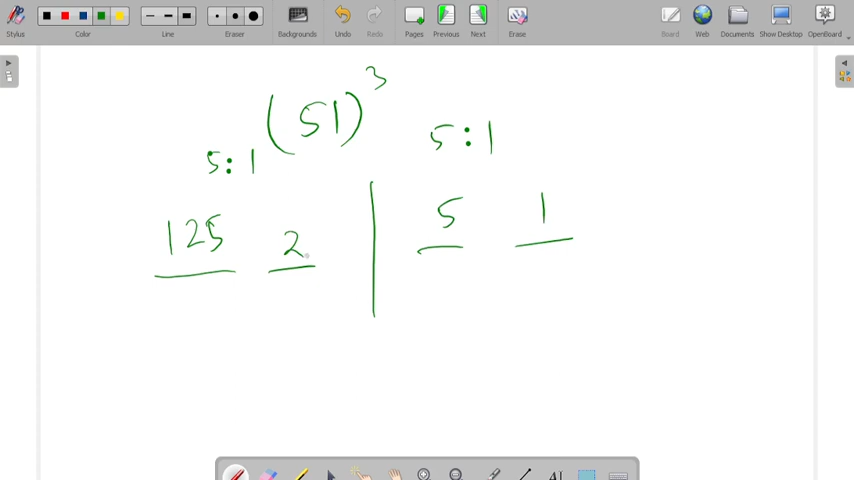 Stylus Color Line Eraser Backgrounds Undo Redo Pages Previous Next Erase Board Web Documents Show Desktop OpenBoard
(51)³
5:1 5:1
125 2 5 1